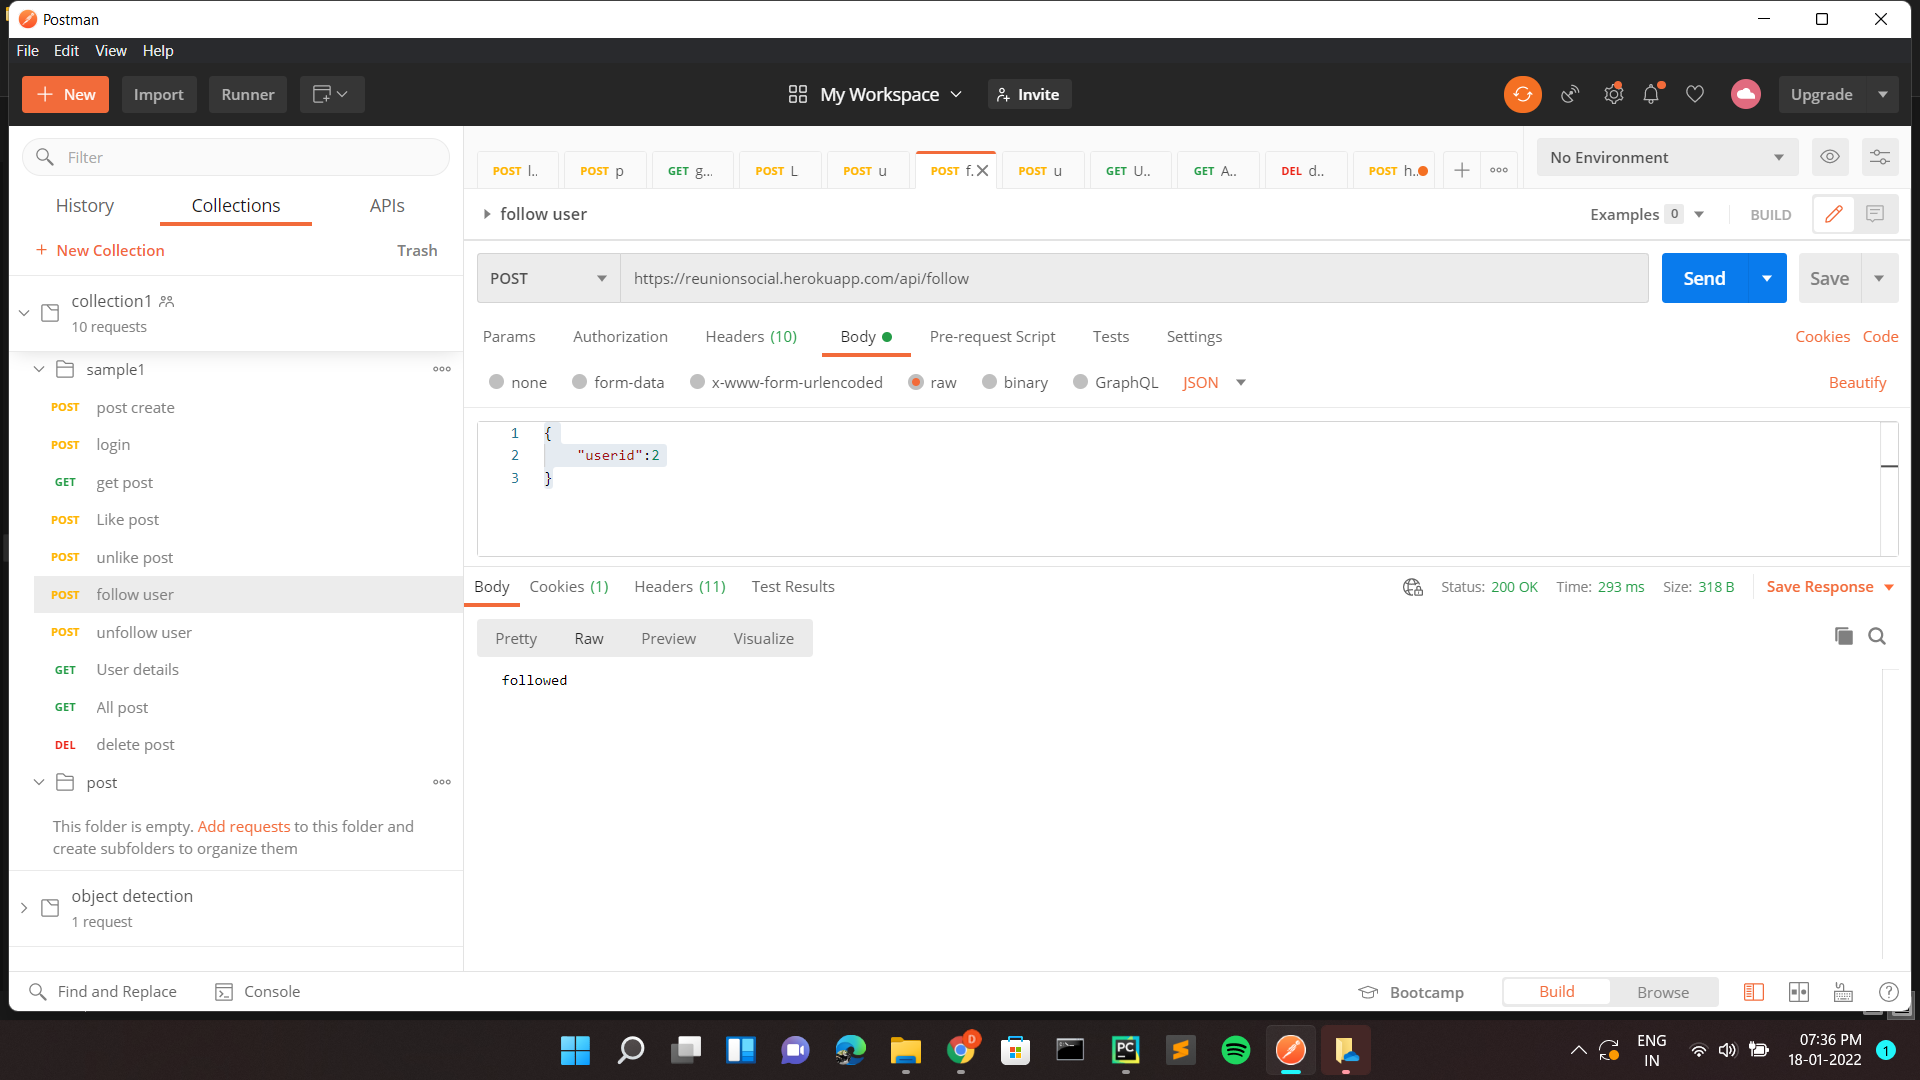 Postman
File Edit View Help
New Import Runner My Workspace Invite Upgrade
Filter
History Collections APIs
+ New Collection Trash
collection1
10 requests
sample1
POST post create
POST login
GET get post
POST Like post
POST unlike post
POST follow user
POST unfollow user
GET User details
GET All post
DEL delete post
post
This folder is empty. Add requests to this folder and
create subfolders to organize them
object detection
1 request
POST l.. POST p GET g... POST L POST u POST f. POST u GET U.. GET A.. DEL d.. POST h.. No Environment
follow user Examples 0 BUILD
POST https://reunionsocial.herokuapp.com/api/follow Send Save
Params Authorization Headers (10) Body Pre-request Script Tests Settings Cookies Code
none form-data x-www-form-urlencoded raw binary GraphQL JSON Beautify
1 {
2 "userid":2
3 }
Body Cookies (1) Headers (11) Test Results Status: 200 OK Time: 293 ms Size: 318 B Save Response
Pretty Raw Preview Visualize
followed
Find and Replace Console Bootcamp Build Browse
D PC ENG
IN
07:36 PM
18-01-2022
1